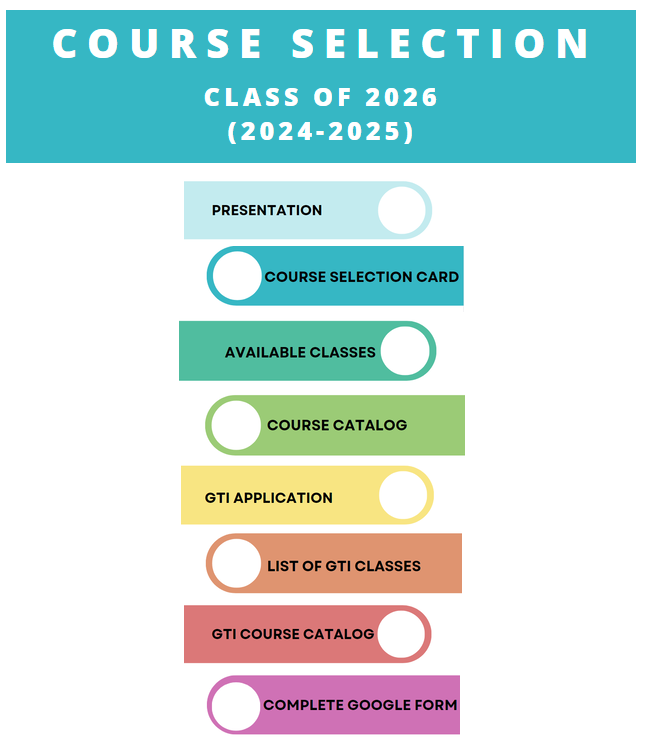 COURSE SELECTION
CLASS OF 2026
(2024-2025)
PRESENTATION
COURSE SELECTION CARD
AVAILABLE CLASSES
COURSE CATALOG
GTI APPLICATION
LIST OF GTI CLASSES
GTI COURSE CATALOG
COMPLETE GOOGLE FORM